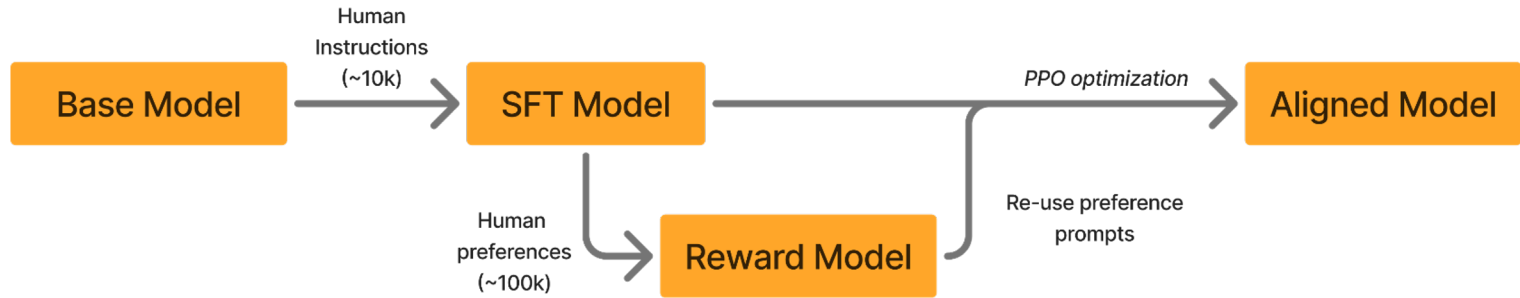 Human
Instructions
(~10k)
Base Model
SFT Model
PPO optimization
Aligned Model
Human
preferences
(~100k)
Reward Model
Re-use preference
prompts